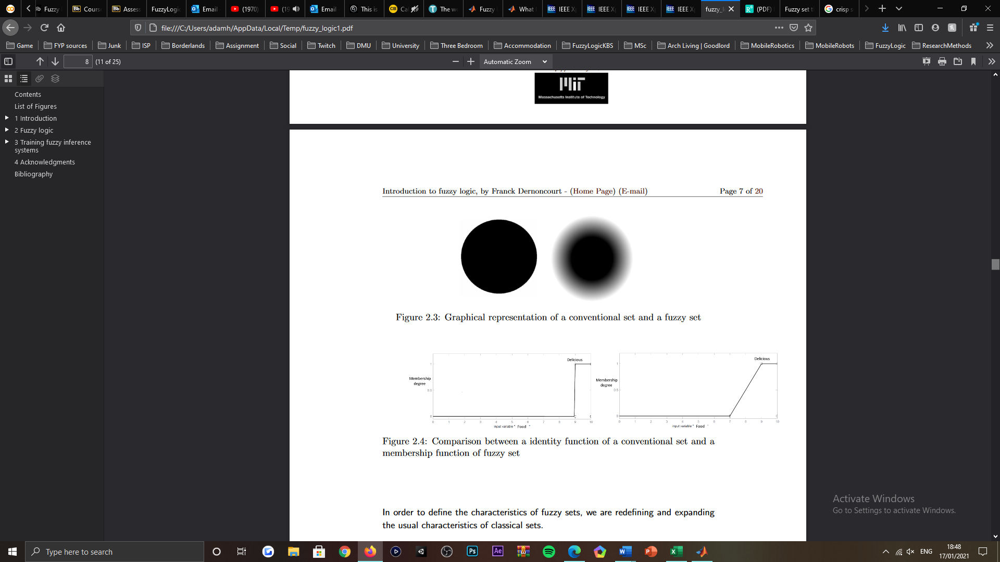 Fuzzy
Cours
Assess
FuzzyLogic
Email
(1970)
(19
Email
This is
Ca
The w
Fuzzy
What
IEEE X
IEEE X
IEEE X
IEEE X
fuzzy_l
(PDF)
Fuzzy set t
crisp s
file:///C:/Users/adamh/AppData/Local/Temp/fuzzy_logic1.pdf
Game
FYP sources
Junk
ISP
Borderlands
Assignment
Social
Twitch
DMU
University
Three Bedroom
Accommodation
FuzzyLogicKBS
MSc
Arch Living | Goodlord
MobileRobotics
MobileRobots
FuzzyLogic
ResearchMethods
8 (11 of 25)
Automatic Zoom
Contents
List of Figures
1 Introduction
2 Fuzzy logic
3 Training fuzzy inference
systems
4 Acknowledgments
Bibliography
MIT
Massachusetts Institute of Technology
Introduction to fuzzy logic, by Franck Dernoncourt - (Home Page) (E-mail) Page 7 of 20
Figure 2.3: Graphical representation of a conventional set and a fuzzy set
Delicious
1
Membership
degree
0.5
0
0 1 2 3 4 5 6 7 8 9 10
input variable " Food "
Delicious
1
Membership
degree
0.5
0
0 1 2 3 4 5 6 7 8 9 10
input variable " Food "
Figure 2.4: Comparison between a identity function of a conventional set and a
membership function of fuzzy set
In order to define the characteristics of fuzzy sets, we are redefining and expanding
the usual characteristics of classical sets.
Activate Windows
Go to Settings to activate Windows.
Type here to search
ENG
18:48
17/01/2021